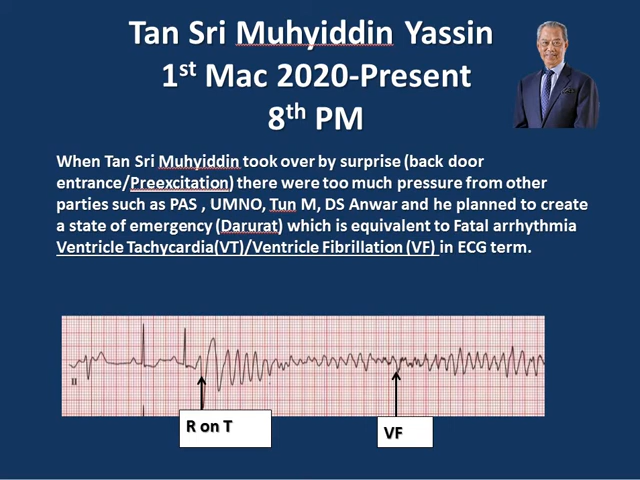 Tan Sri Muhyiddin Yassin
1st Mac 2020-Present
8th PM
When Tan Sri Muhyiddin took over by surprise (back door
entrance/Preexcitation) there were too much pressure from other
parties such as PAS , UMNO, Tun M, DS Anwar and he planned to create
a state of emergency (Darurat) which is equivalent to Fatal arrhythmia
Ventricle Tachycardia(VT)/Ventricle Fibrillation (VF) in ECG term.
II
R on T
VF